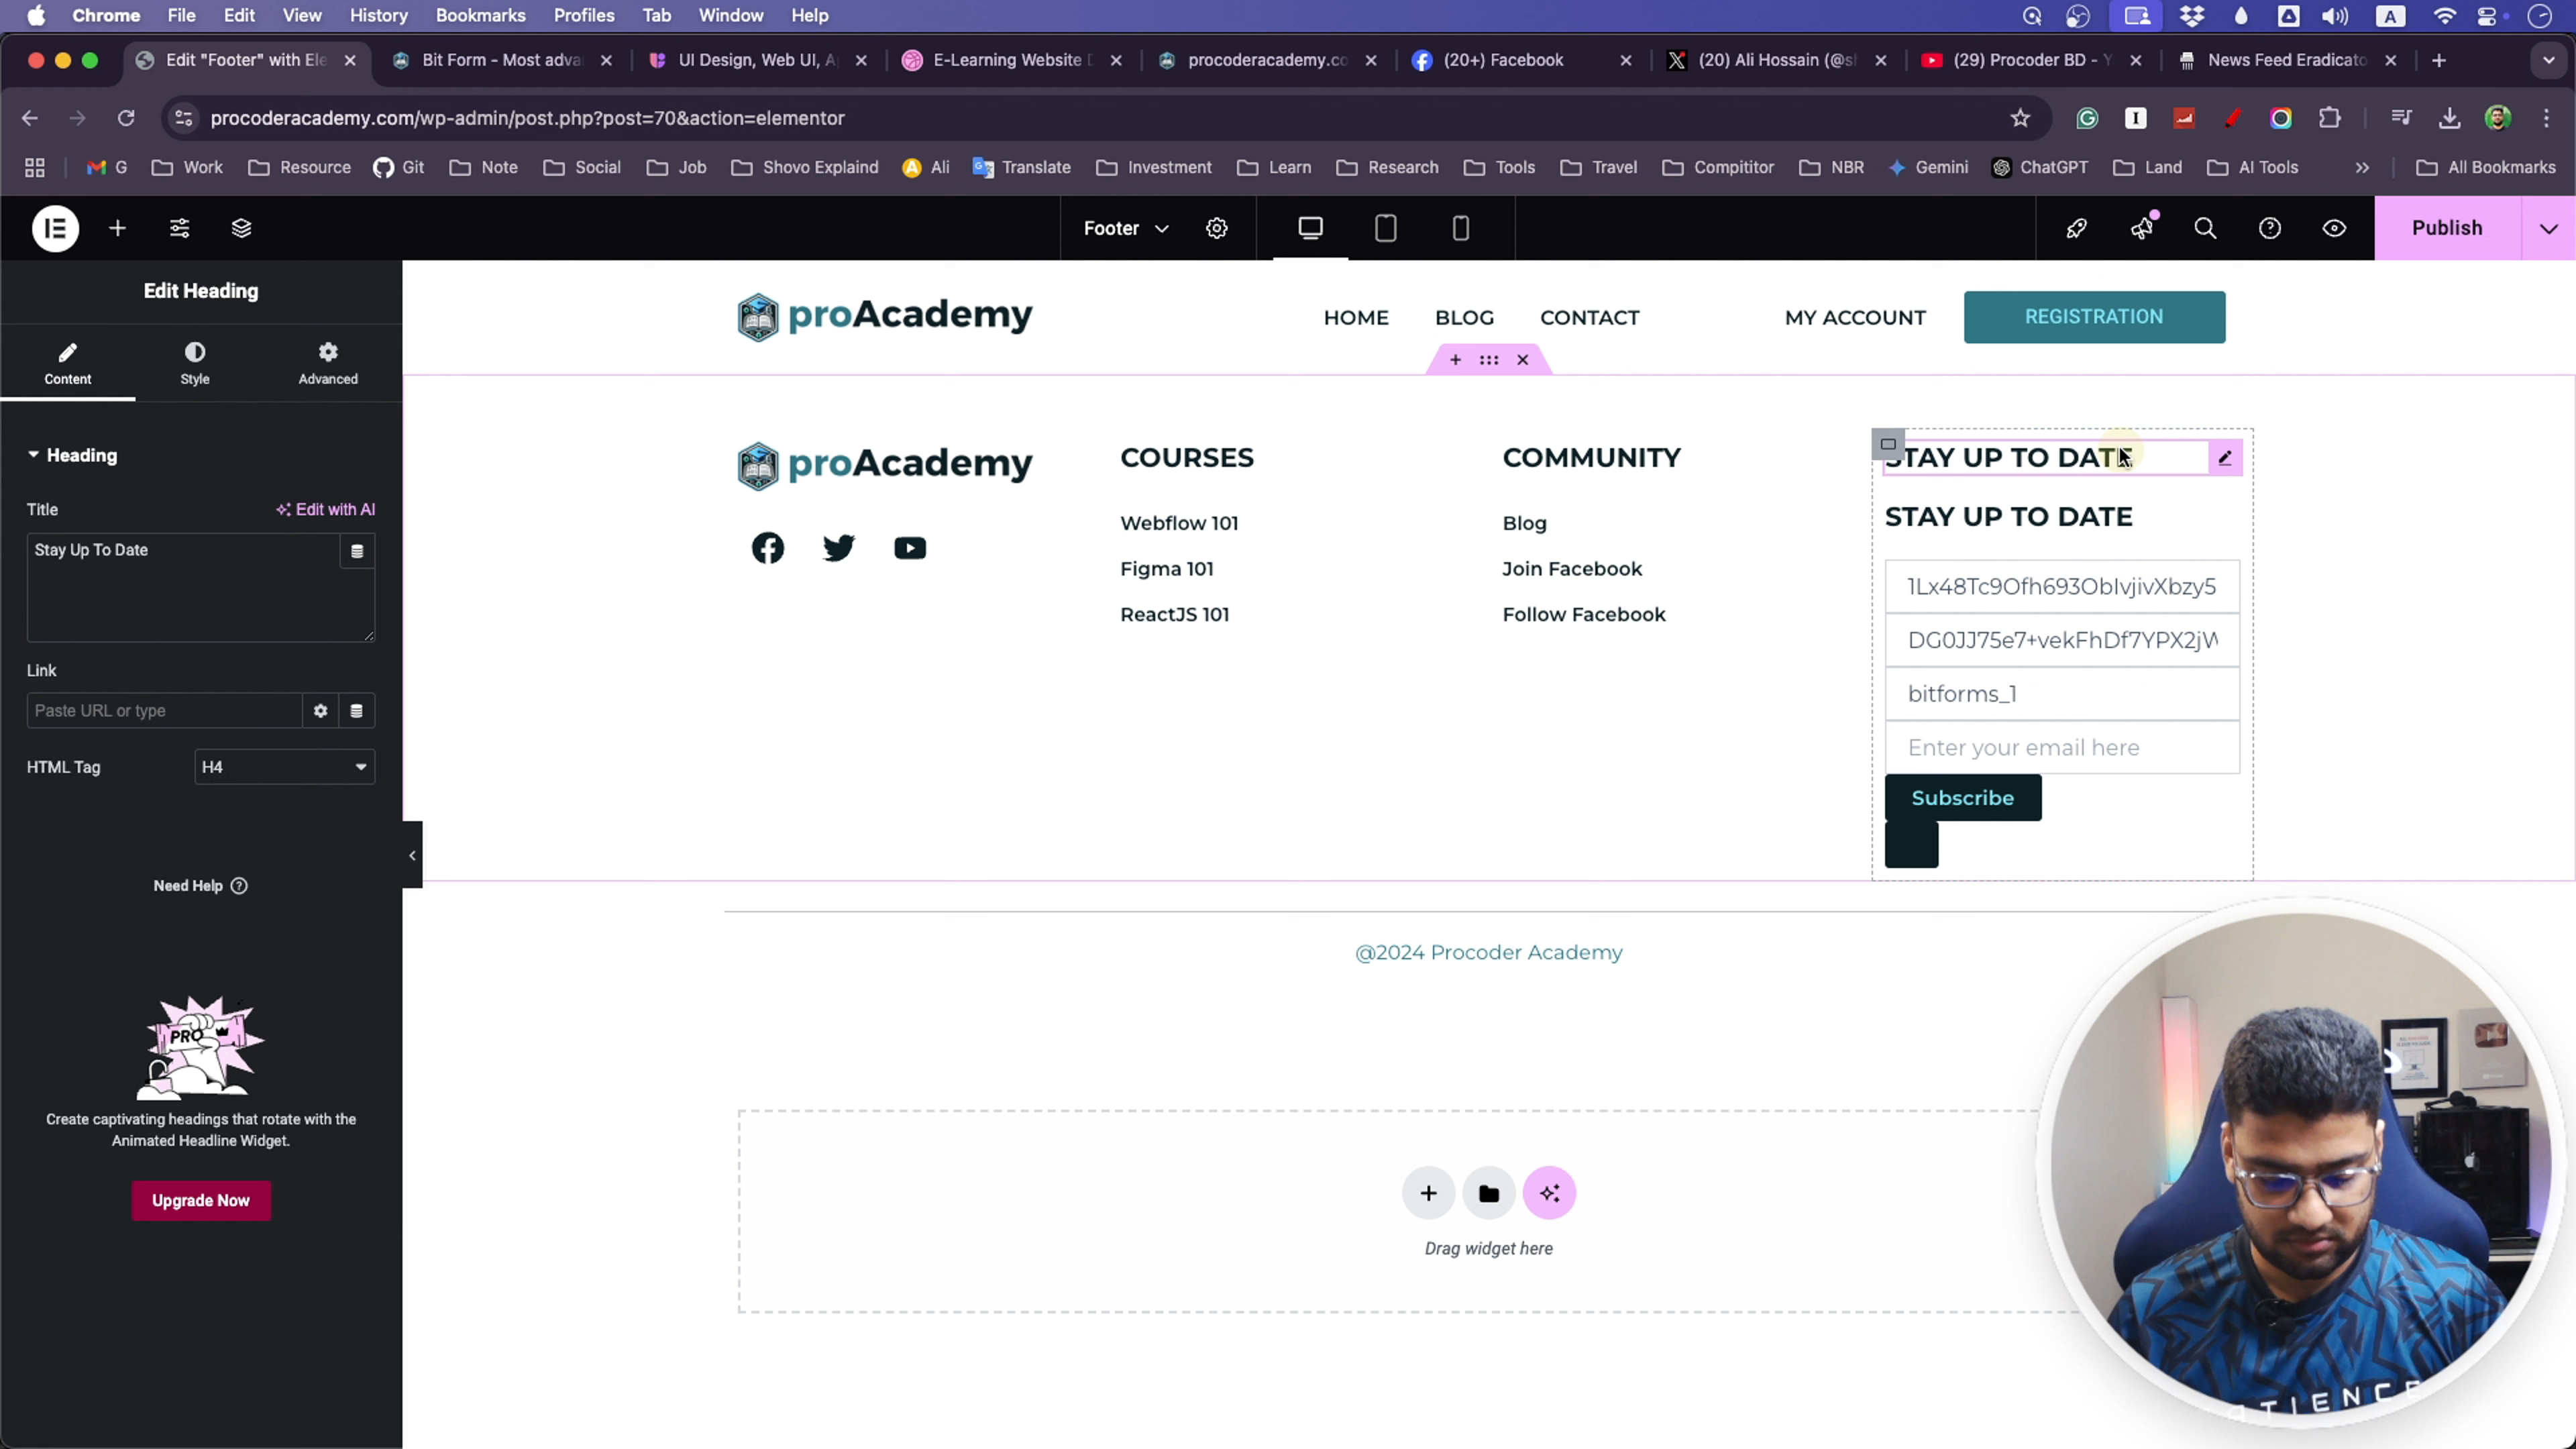 Chrome File Edit View History Bookmarks Profiles Tab Window Help
Edit "Footer" with Ele
Bit Form - Most adva
UI Design, Web UI, A
E-Learning Website D
procoderacademy.co
(20+) Facebook
(20) Ali Hossain (@sh
(29) Procoder BD - Y
News Feed Eradicato
procoderacademy.com/wp-admin/post.php?post=70&action=elementor
G Work Resource Git Note Social Job Shovo Explaind Ali Translate Investment Learn Research Tools Travel Compititor NBR Gemini ChatGPT Land AI Tools All Bookmarks
Footer
Publish
Edit Heading
Content Style Advanced
Heading
Title
Edit with AI
Stay Up To Date
Link
Paste URL or type
HTML Tag
H4
Need Help
PRO
Create captivating headings that rotate with the
Animated Headline Widget.
Upgrade Now
proAcademy
HOME BLOG CONTACT MY ACCOUNT REGISTRATION
proAcademy
COURSES
Webflow 101
Figma 101
ReactJS 101
COMMUNITY
Blog
Join Facebook
Follow Facebook
STAY UP TO DATE
STAY UP TO DATE
1Lx48Tc9Ofh693ObIvjivXbzy5
DG0JJ75e7+vekFhDf7YPX2jW
bitforms_1
Enter your email here
Subscribe
@2024 Procoder Academy
Drag widget here